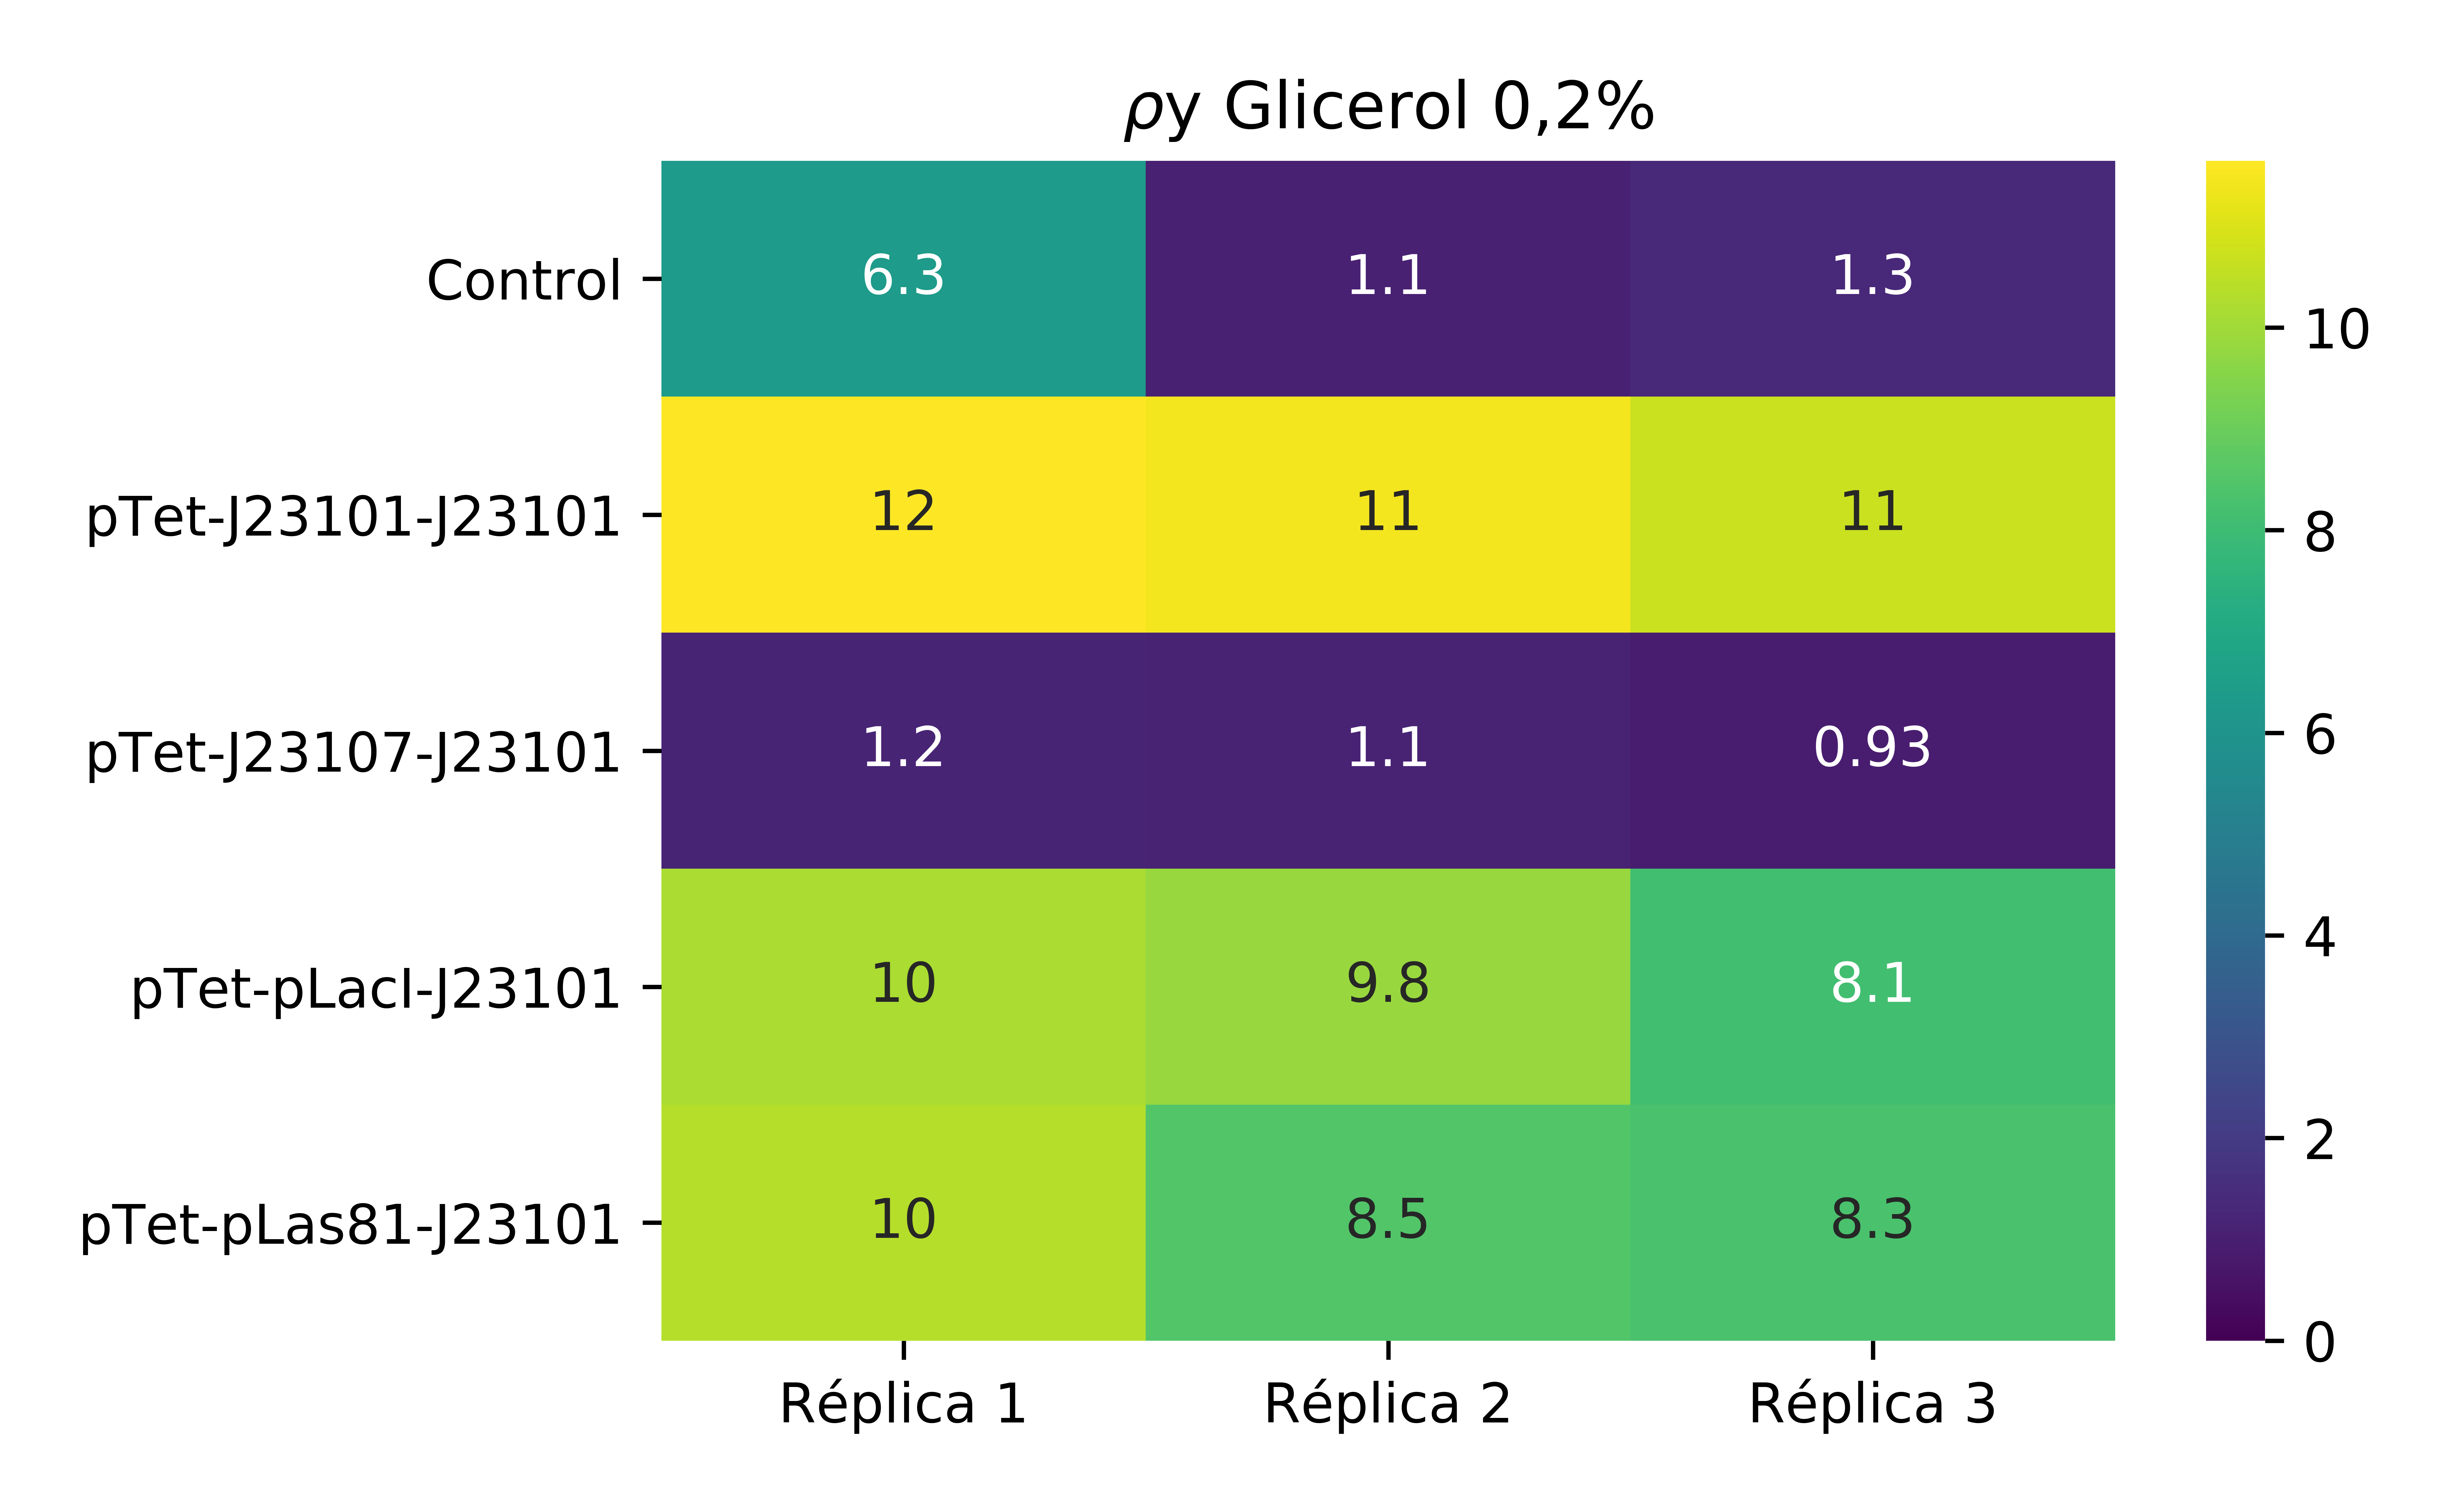 ρy Glicerol 0,2%
Control 6.3 1.1 1.3
pTet-J23101-J23101 12 11 11
pTet-J23107-J23101 1.2 1.1 0.93
pTet-pLacI-J23101 10 9.8 8.1
pTet-pLas81-J23101 10 8.5 8.3
Réplica 1 Réplica 2 Réplica 3
10
8
6
4
2
0